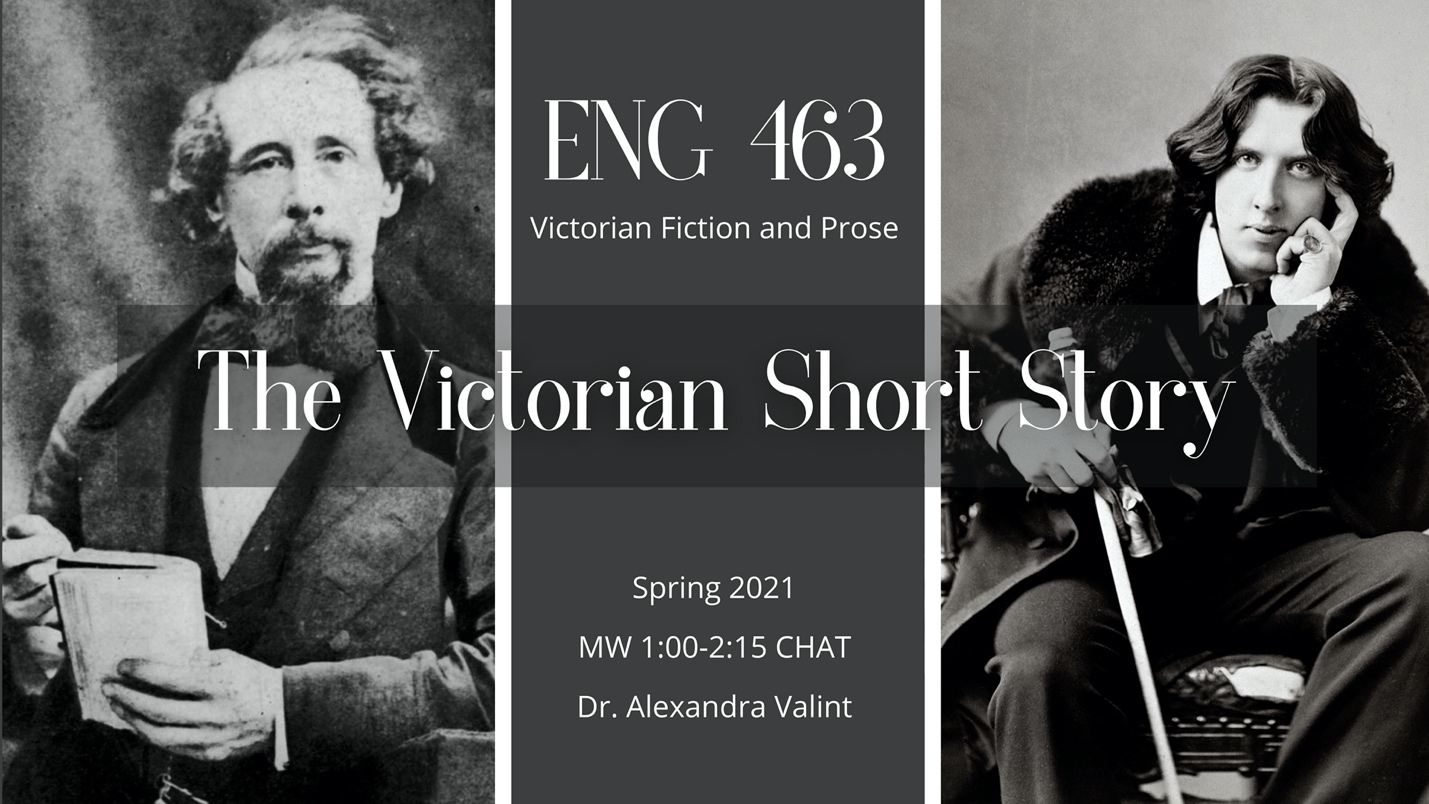 ENG 463
Victorian Fiction and Prose
The Victorian Short Story
Spring 2021
MW 1:00-2:15 CHAT
Dr. Alexandra Valint